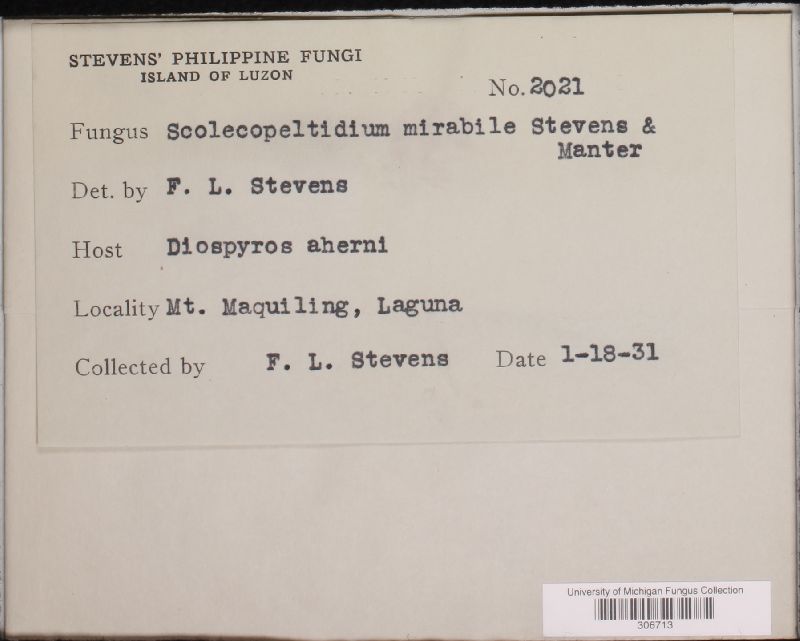 STEVENS' PHILIPPINE FUNGI
ISLAND OF LUZON
No. 2021
Fungus Scolecopeltidium mirabile Stevens &
Manter
Det. by F. L. Stevens
Host Diospyros aherni
Locality Mt. Maquiling, Laguna
Collected by F. L. Stevens Date 1-18-31
University of Michigan Fungus Collection
306713